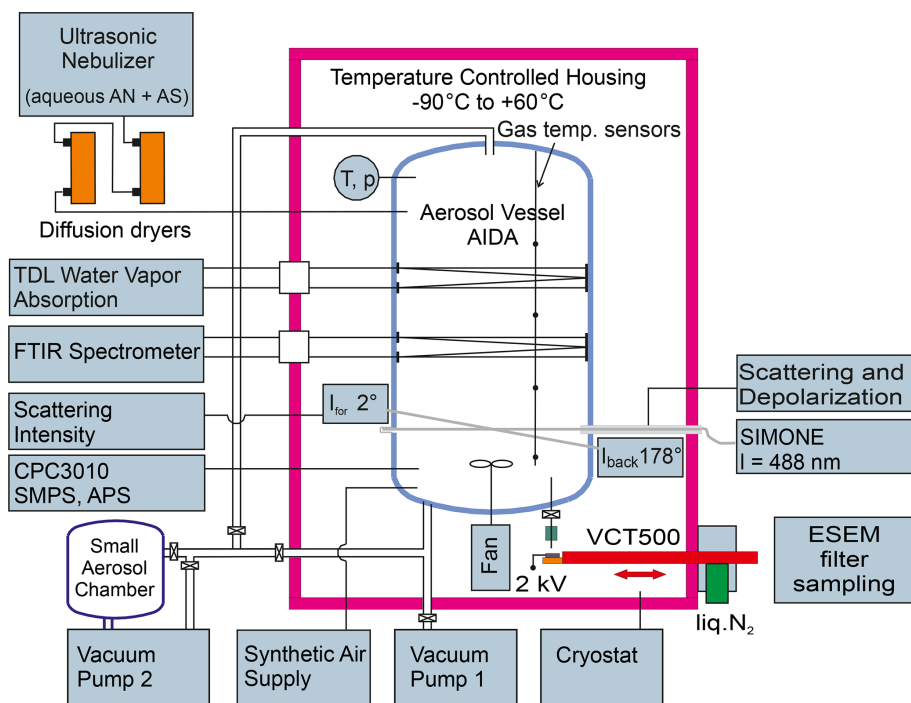 Ultrasonic
Nebulizer
(aqueous AN + AS)
Temperature Controlled Housing
-90°C to +60°C
Gas temp. sensors
T, p
Aerosol Vessel
AIDA
Diffusion dryers
TDL Water Vapor
Absorption
FTIR Spectrometer
Scattering
Intensity
Ifor 2°
Scattering and
Depolarization
SIMONE
l = 488 nm
Iback 178°
CPC3010
SMPS, APS
Small
Aerosol
Chamber
Fan
VCT500
2 kV
ESEM
filter
sampling
liq.N2
Vacuum
Pump 2
Synthetic Air
Supply
Vacuum
Pump 1
Cryostat